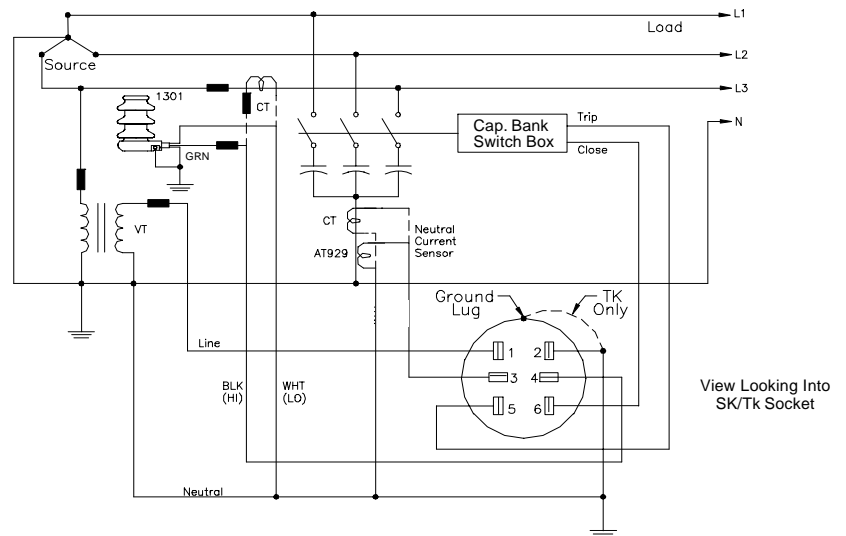 L1
Load
L2
Source
L3
1301
CT
N
Cap. Bank
Switch Box
Trip
Close
GRN
CT
Neutral
Current
Sensor
VT
AT929
Ground
Lug
TK
Only
Line
1
2
3
4
5
6
BLK
(HI)
WHT
(LO)
View Looking Into
SK/Tk Socket
Neutral